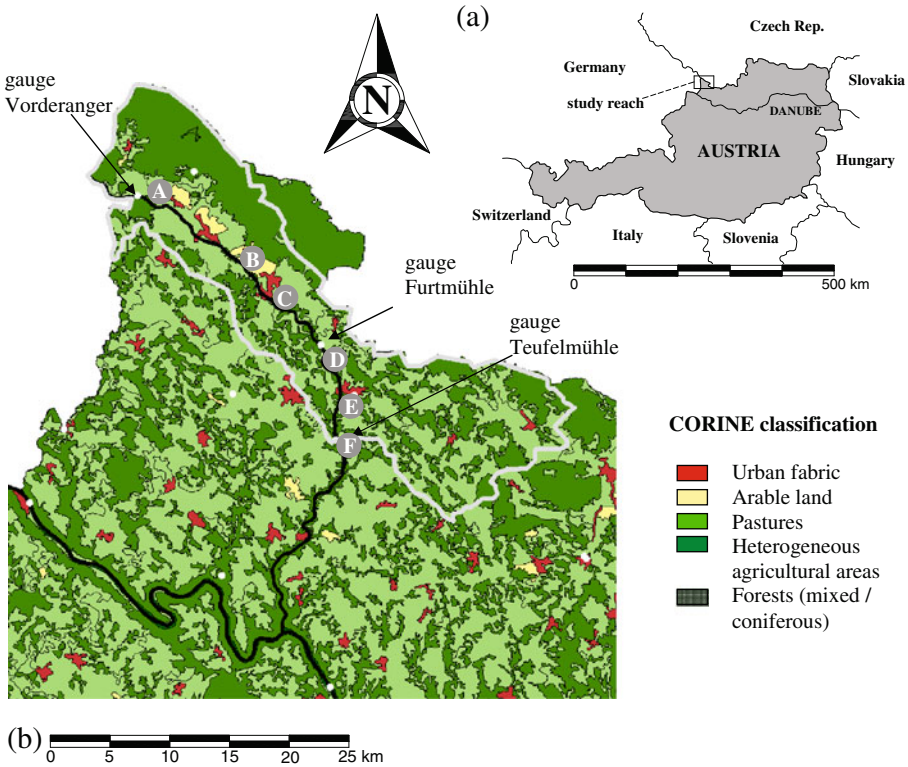 (a)
gauge
Vorderanger
N
A
B
C
D
E
F
gauge
Furtmühle
gauge
Teufelmühle
Czech Rep.
Germany
Slovakia
study reach
DANUBE
AUSTRIA
Hungary
Switzerland
Italy
Slovenia
0 500 km
CORINE classification
Urban fabric
Arable land
Pastures
Heterogeneous
agricultural areas
Forests (mixed /
coniferous)
(b)
0 5 10 15 20 25 km